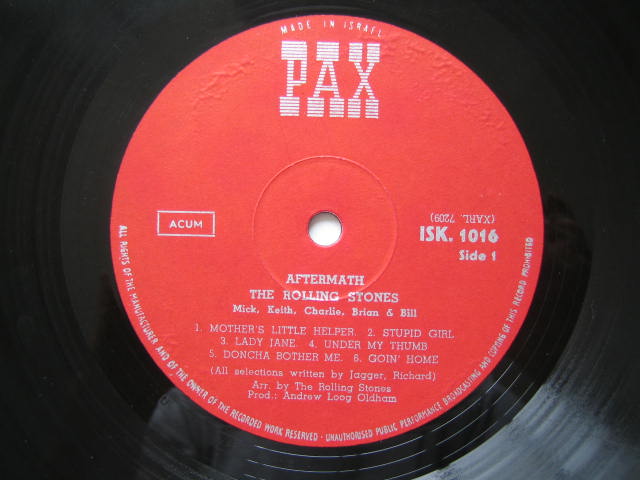 MADE IN ISRAEL
PAX
ACUM
(XARL. 7209)
ISK. 1016
Side 1
AFTERMATH
THE ROLLING STONES
Mick, Keith, Charlie, Brian & Bill
1. MOTHER'S LITTLE HELPER. 2. STUPID GIRL
3. LADY JANE. 4. UNDER MY THUMB
5. DONCHA BOTHER ME. 6. GOIN' HOME
(All selections written by Jagger, Richard)
Arr. by The Rolling Stones
Prod.: Andrew Loog Oldham
ALL RIGHTS OF THE MANUFACTURER AND OF THE OWNER OF THE RECORDED WORK RESERVED - UNAUTHORISED PUBLIC PERFORMANCE BROADCASTING AND COPYING OF THIS RECORD PROHIBITED